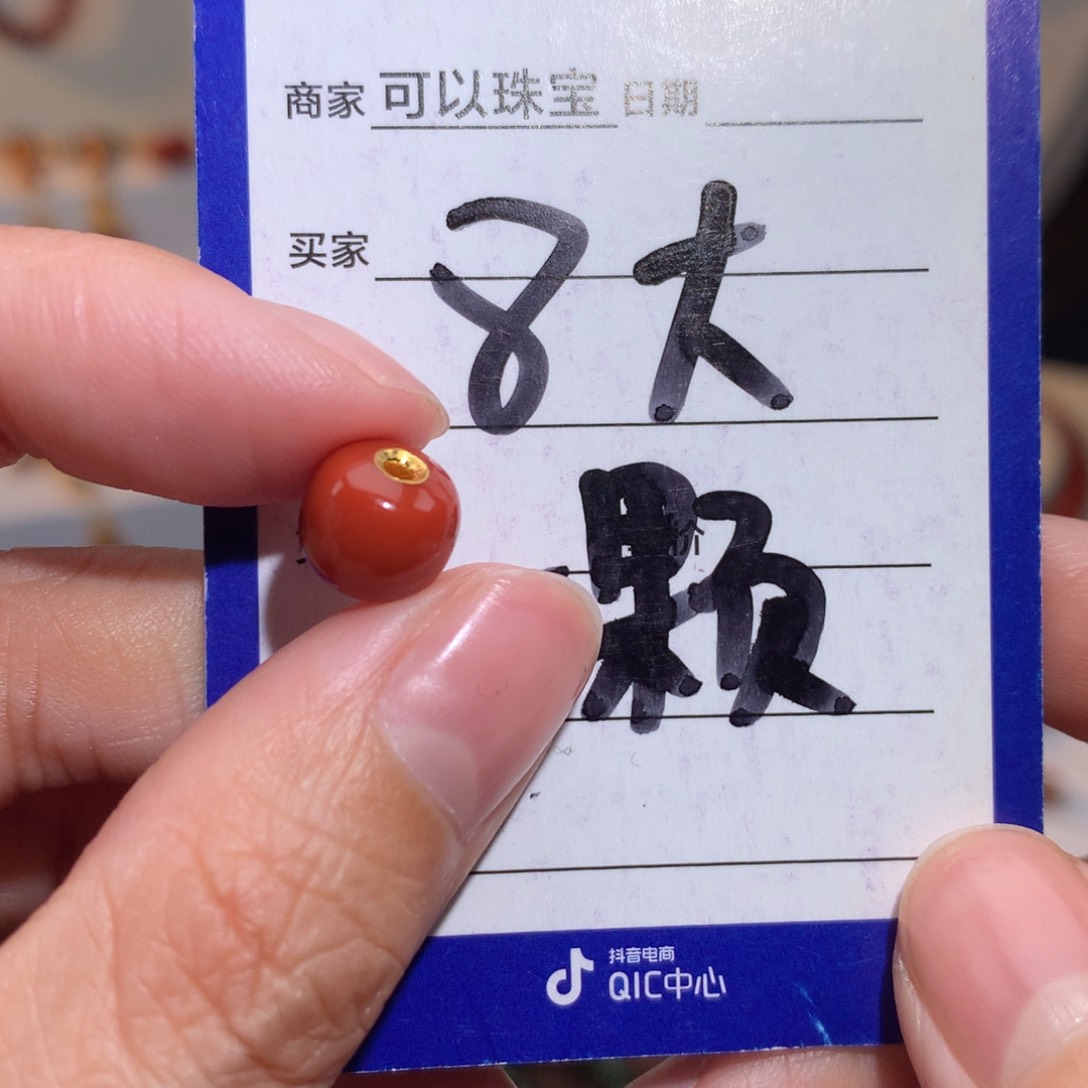 商家 可以珠宝 日期
买家 8大
颗
抖音电商
QIC中心